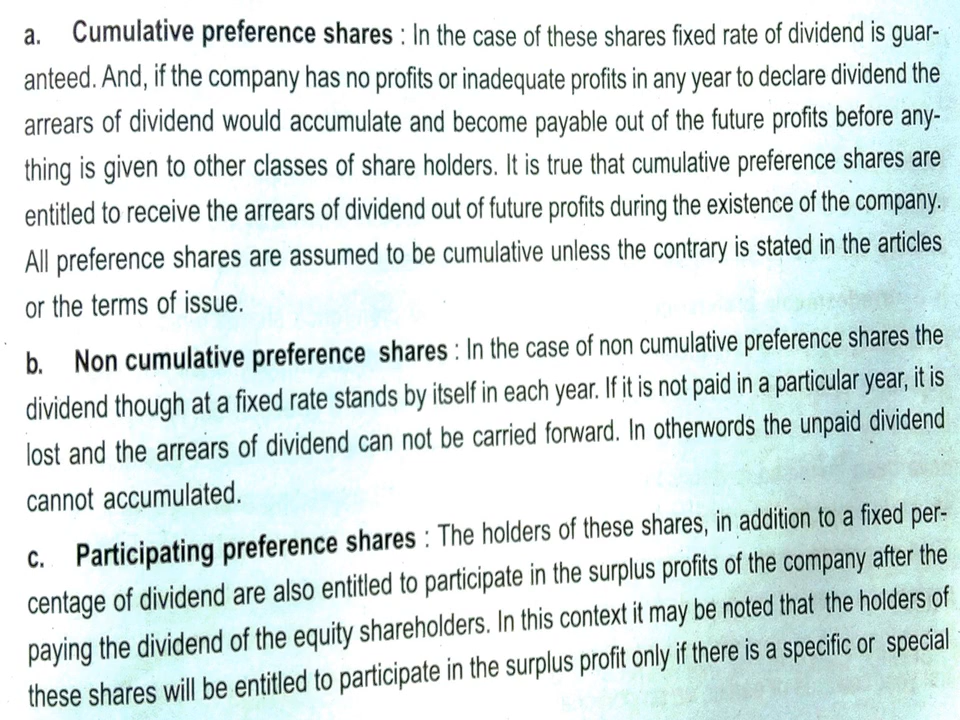 a. Cumulative preference shares : In the case of these shares fixed rate of dividend is guar-
anteed. And, if the company has no profits or inadequate profits in any year to declare dividend the
arrears of dividend would accumulate and become payable out of the future profits before any-
thing is given to other classes of share holders. It is true that cumulative preference shares are
entitled to receive the arrears of dividend out of future profits during the existence of the company.
All preference shares are assumed to be cumulative unless the contrary is stated in the articles
or the terms of issue.
b. Non cumulative preference shares : In the case of non cumulative preference shares the
dividend though at a fixed rate stands by itself in each year. If it is not paid in a particular year, it is
lost and the arrears of dividend can not be carried forward. In otherwords the unpaid dividend
cannot accumulated.
c. Participating preference shares : The holders of these shares, in addition to a fixed per-
centage of dividend are also entitled to participate in the surplus profits of the company after the
paying the dividend of the equity shareholders. In this context it may be noted that the holders of
these shares will be entitled to participate in the surplus profit only if there is a specific or special